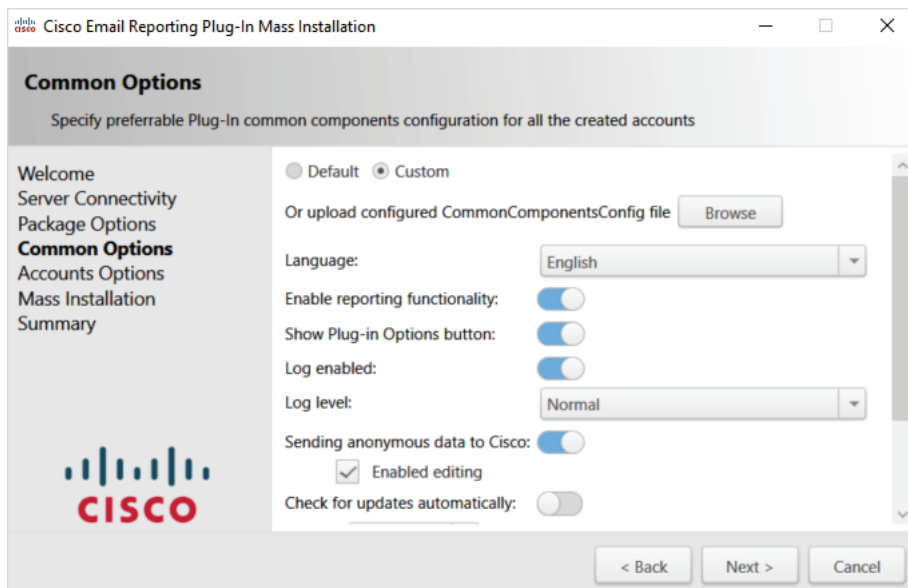 cisco Cisco Email Reporting Plug-In Mass Installation
Common Options
Specify preferrable Plug-In common components configuration for all the created accounts
Welcome
Server Connectivity
Package Options
Common Options
Accounts Options
Mass Installation
Summary
CISCO
Default Custom
Or upload configured CommonComponentsConfig file Browse
Language: English
Enable reporting functionality:
Show Plug-in Options button:
Log enabled:
Log level: Normal
Sending anonymous data to Cisco:
Enabled editing
Check for updates automatically:
< Back Next > Cancel